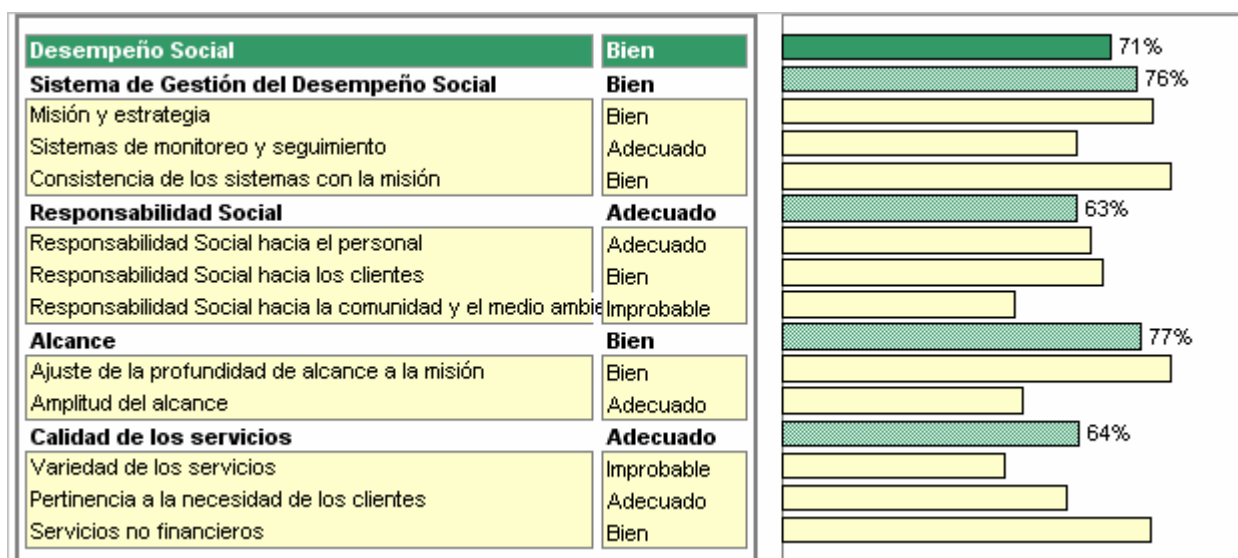 Desempeño Social Bien 71%
Sistema de Gestión del Desempeño Social Bien 76%
Misión y estrategia Bien
Sistemas de monitoreo y seguimiento Adecuado
Consistencia de los sistemas con la misión Bien
Responsabilidad Social Adecuado 63%
Responsabilidad Social hacia el personal Adecuado
Responsabilidad Social hacia los clientes Bien
Responsabilidad Social hacia la comunidad y el medio ambie Improbable
Alcance Bien 77%
Ajuste de la profundidad de alcance a la misión Bien
Amplitud del alcance Adecuado
Calidad de los servicios Adecuado 64%
Variedad de los servicios Improbable
Pertinencia a la necesidad de los clientes Adecuado
Servicios no financieros Bien